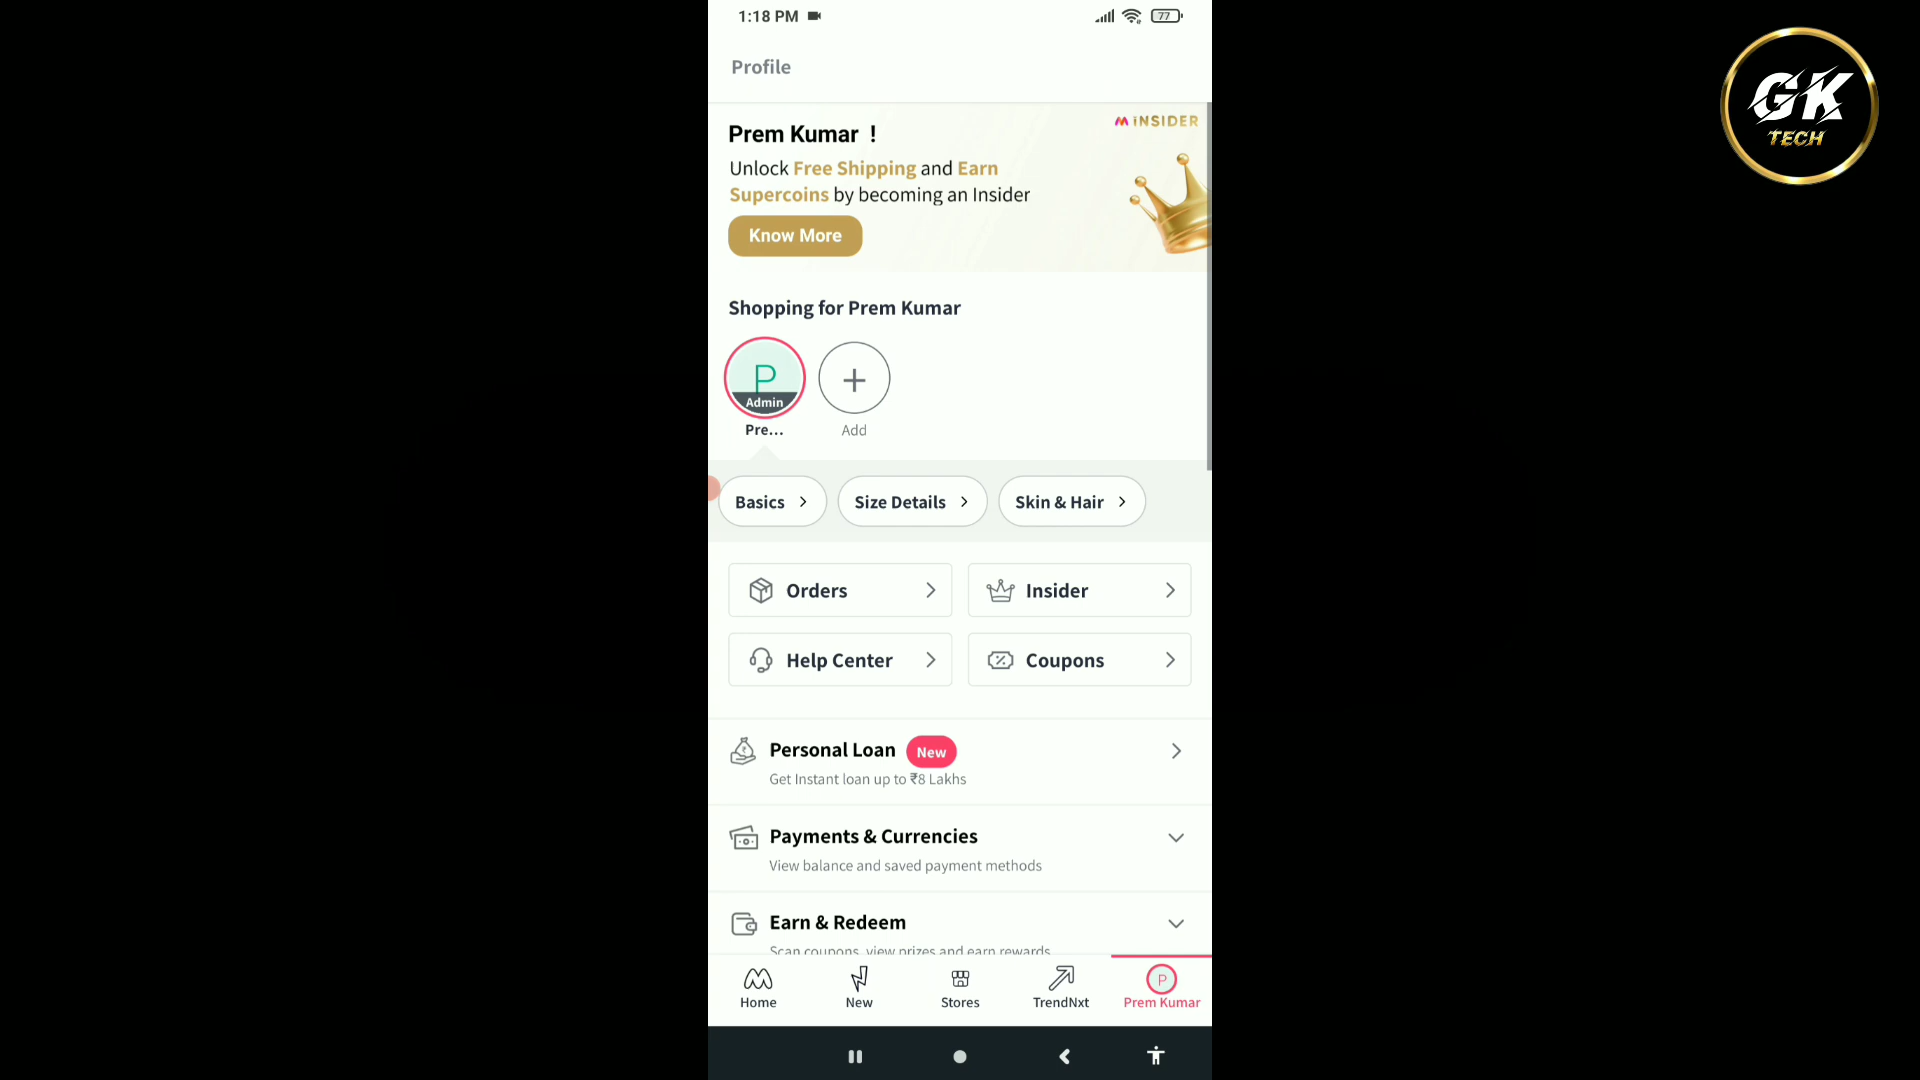 1:18 PM
77
Profile
INSIDER
Prem Kumar !
Unlock Free Shipping and Earn
Supercoins by becoming an Insider
Know More
Shopping for Prem Kumar
P
Admin
Pre...
Add
Basics
Size Details
Skin & Hair
Orders
Insider
Help Center
Coupons
Personal Loan New
Get Instant loan up to ₹8 Lakhs
Payments & Currencies
View balance and saved payment methods
Earn & Redeem
Scan coupons, view prizes and earn rewards
P
Home
New
Stores
TrendNxt
Prem Kumar
GK
TECH